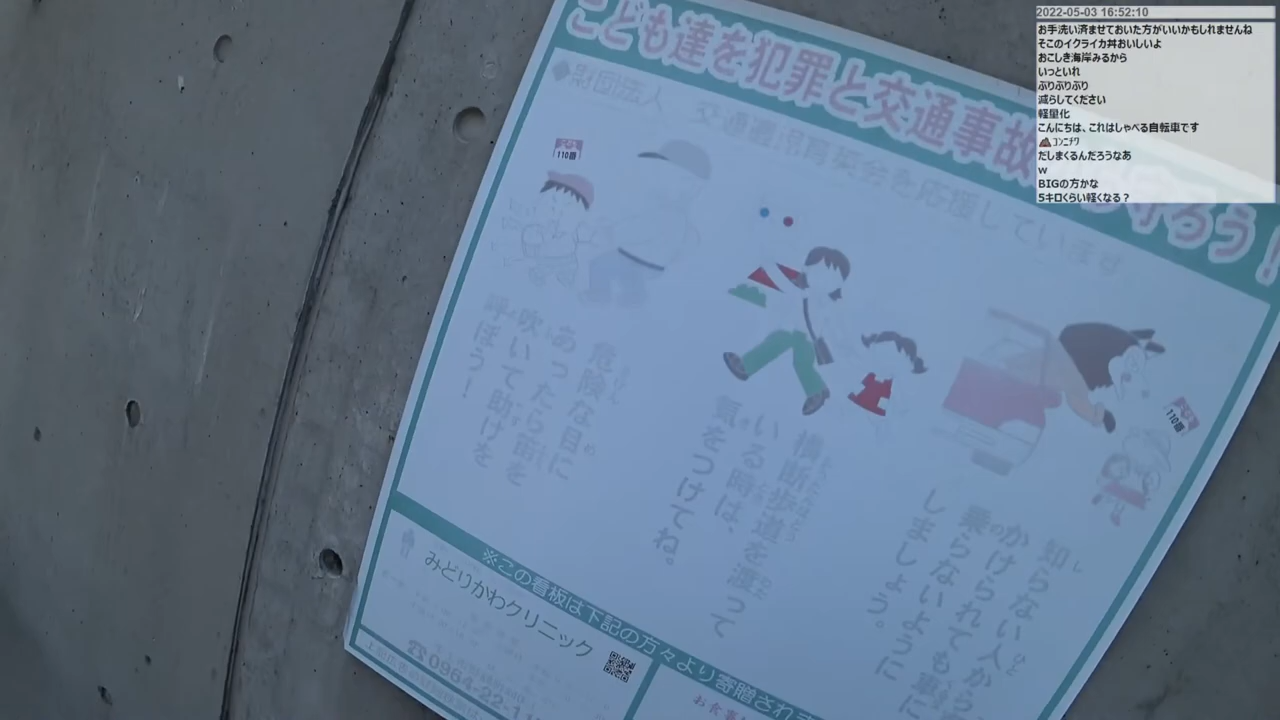 2022-05-03 16:52:10
お手洗い済ませておいた方がいいかもしれませんね
そこのイクライカ丼おいしいよ
おこしき海岸みるから
いっといれ
ぷりぷりぷり
減らしてください
軽量化
こんにちは、これはしゃべる自転車です
コンニチワ
だしまくるんだろうなあ
w
BIGの方かな
5キロくらい軽くなる？
こども達を犯罪と交通事故守ろう！
財団法人 交通遺児育英会を応援しています
110番
110番
知らない人から
かけられても車に
乗らないように
しましょう。
横断歩道を渡って
いる時は、
気をつけてね。
危険な目に
あったら笛を
吹いて助けを
呼ぼう！
※この看板は下記の方々より寄贈されま
みどりかわクリニック
☎0964-22-1
お食事